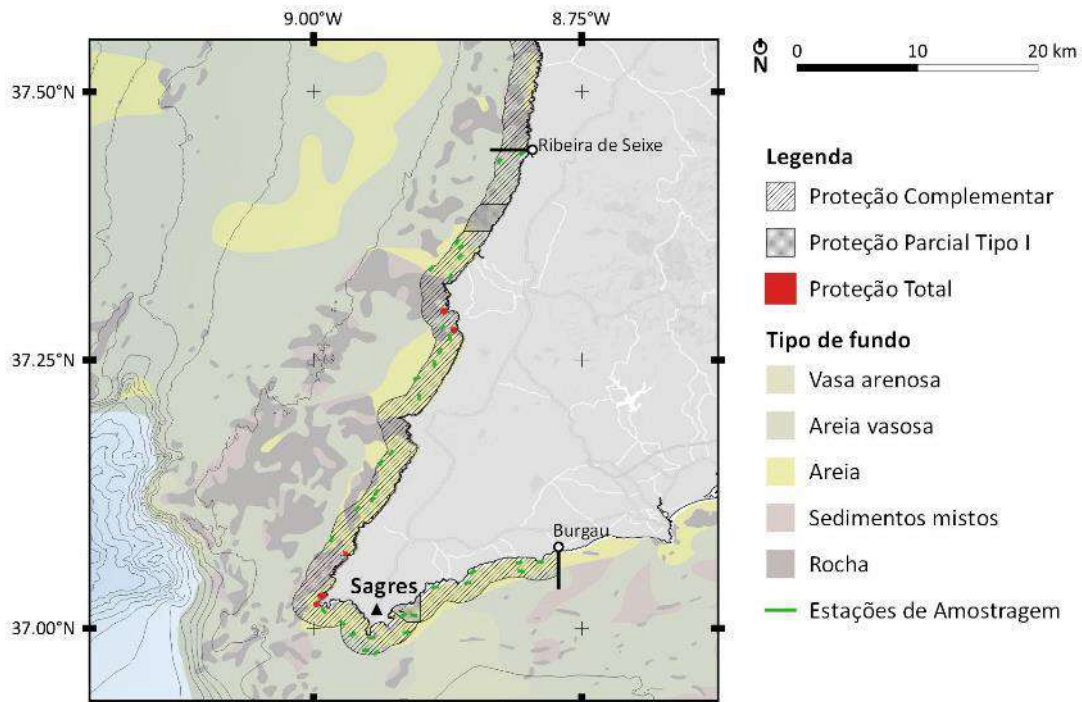 9.00°W
8.75°W
0
10
20 km
N
37.50°N
Ribeira de Seixe
Legenda
Proteção Complementar
Proteção Parcial Tipo I
Proteção Total
37.25°N
Tipo de fundo
Vasa arenosa
Areia vasosa
Areia
Sedimentos mistos
Burgau
Rocha
Sagres
Estações de Amostragem
37.00°N